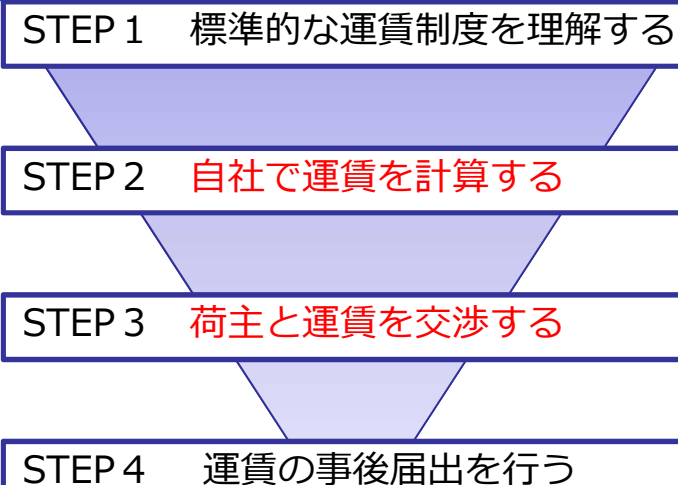 STEP１　標準的な運賃制度を理解する
STEP２　自社で運賃を計算する
STEP３　荷主と運賃を交渉する
STEP４　運賃の事後届出を行う